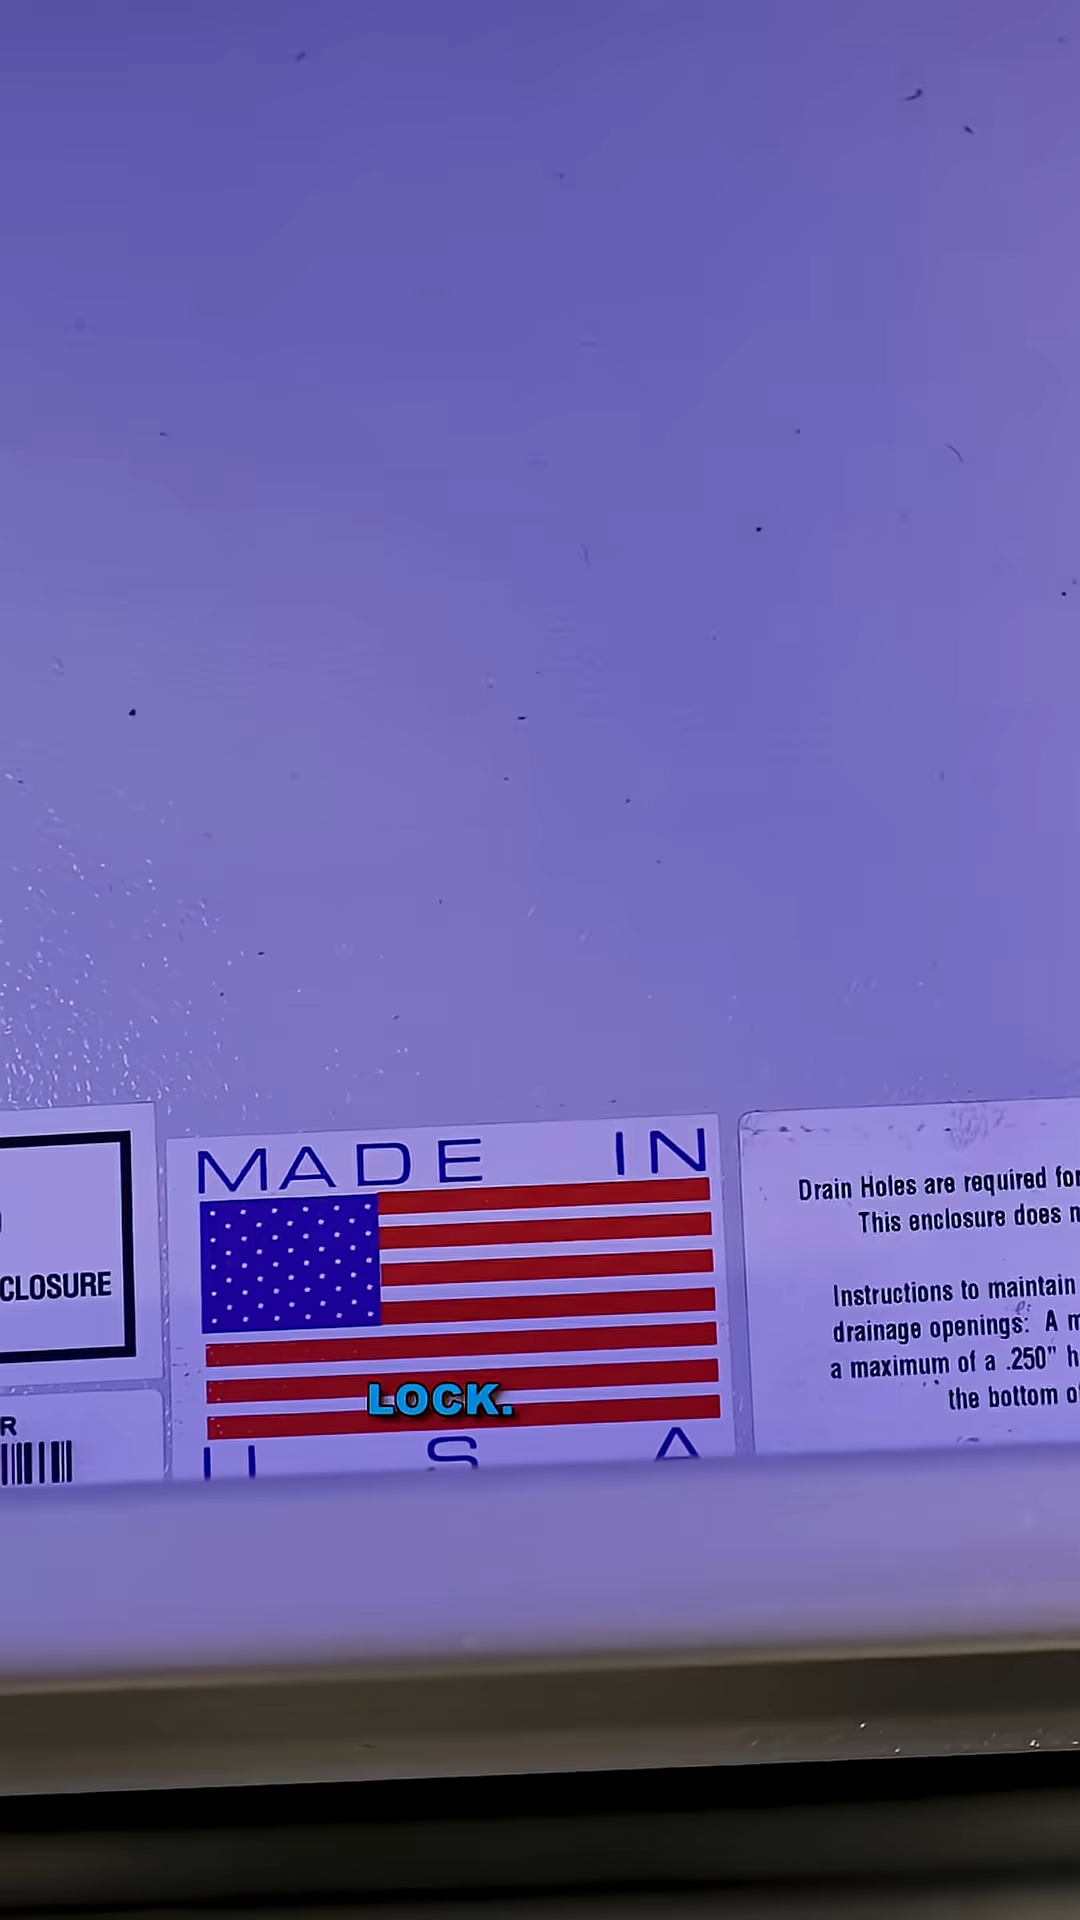 CLOSURE
R
MADE IN
USA
LOCK.
Drain Holes are required for
This enclosure does
Instructions to maintain
drainage openings: A
a maximum of a .250"
the bottom